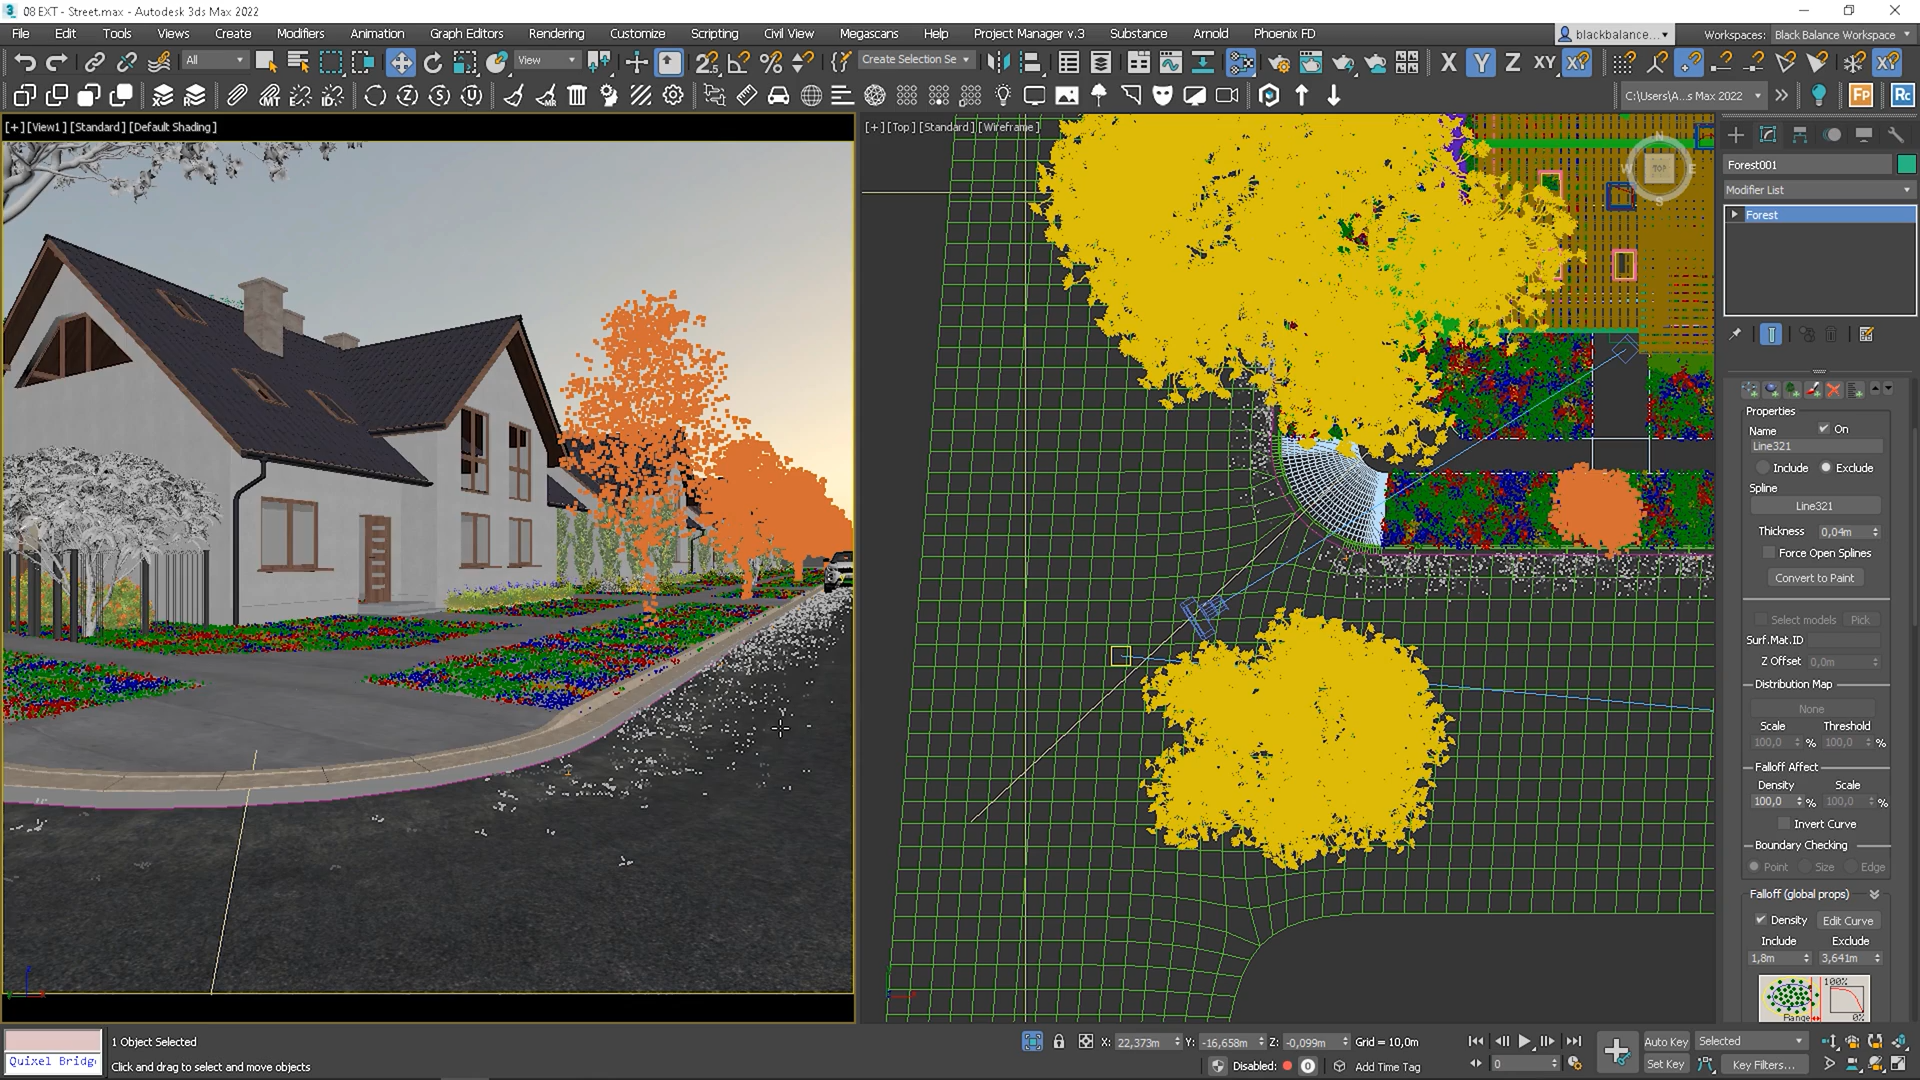 08 EXT - Street.max - Autodesk 3ds Max 2022
File Edit Tools Create Views Modifiers Animation Graph Editors Rendering Customize Scripting Civil View Megascans Help Project Manager v.3 Substance Arnold Phoenix FD
blackbalance...
Workspaces: Black Balance Workspace
All
View
Create Selection Se
X Y Z XY
C:\Users\A...s Max 2022
Fp
Rc
[+] [View1] [Standard] [Default Shading]
[+] [Top] [Standard] [Wireframe]
N
TOP
S
Forest001
Modifier List
Forest
Properties
Name
On
Line321
Include
Exclude
Spline
Line321
Thickness 0,04m
Force Open Splines
Convert to Paint
Select models Pick
Surf.Mat.ID
Z Offset 0,0m
Distribution Map
None
Scale Threshold
100,0 % 100,0 %
Falloff Affect
Density Scale
100,0 % 100,0 %
Invert Curve
Boundary Checking
Point Size Edge
Falloff (global props)
Density Edit Curve
Include Exclude
1,8m 3,641m
100%
Range
0%
Quixel Bridg
1 Object Selected
Click and drag to select and move objects
X: 22,373m Y: -16,658m Z: -0,099m Grid = 10,0m
Disabled: 0 Add Time Tag
0
Auto Key Selected
Set Key Key Filters...